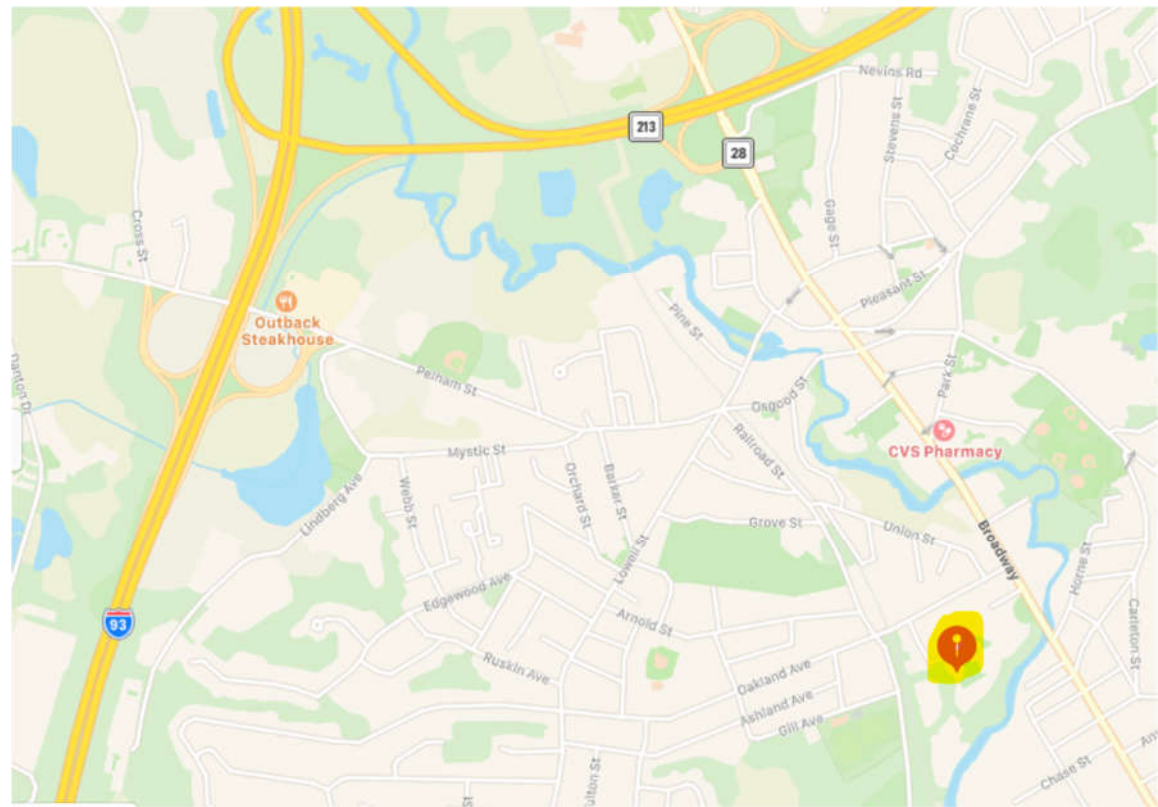 Nevins Rd
Stevens St
Cochrane St
213
28
Gage St
Cross St
Pleasant St
Outback
Steakhouse
Pine St
Park St
Danton Dr
Pelham St
Osgood St
CVS Pharmacy
Mystic St
Railroad St
Webb St
Orchard St
Barker St
Lindberg Ave
Grove St
Union St
Broadway
Lowell St
Horne St
Edgewood Ave
Arnold St
Carleton St
93
Ruskin Ave
Oakland Ave
Ashland Ave
Gill Ave
Chase St